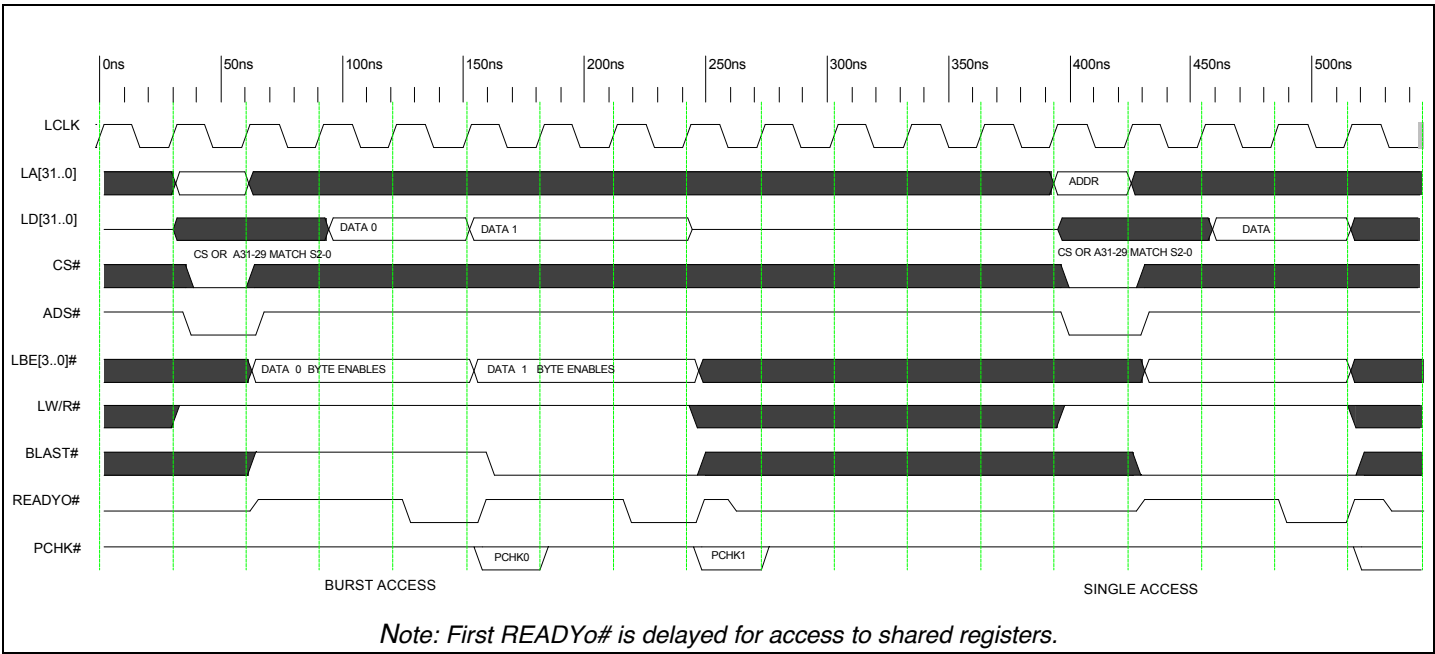 0ns 50ns 100ns 150ns 200ns 250ns 300ns 350ns 400ns 450ns 500ns
LCLK
LA[31..0] ADDR
LD[31..0] DATA 0 DATA 1 DATA
CS OR A31-29 MATCH S2-0 CS OR A31-29 MATCH S2-0
CS#
ADS#
LBE[3..0]# DATA 0 BYTE ENABLES DATA 1 BYTE ENABLES
LW/R#
BLAST#
READYO#
PCHK# PCHK0 PCHK1
BURST ACCESS SINGLE ACCESS
Note: First READYo# is delayed for access to shared registers.